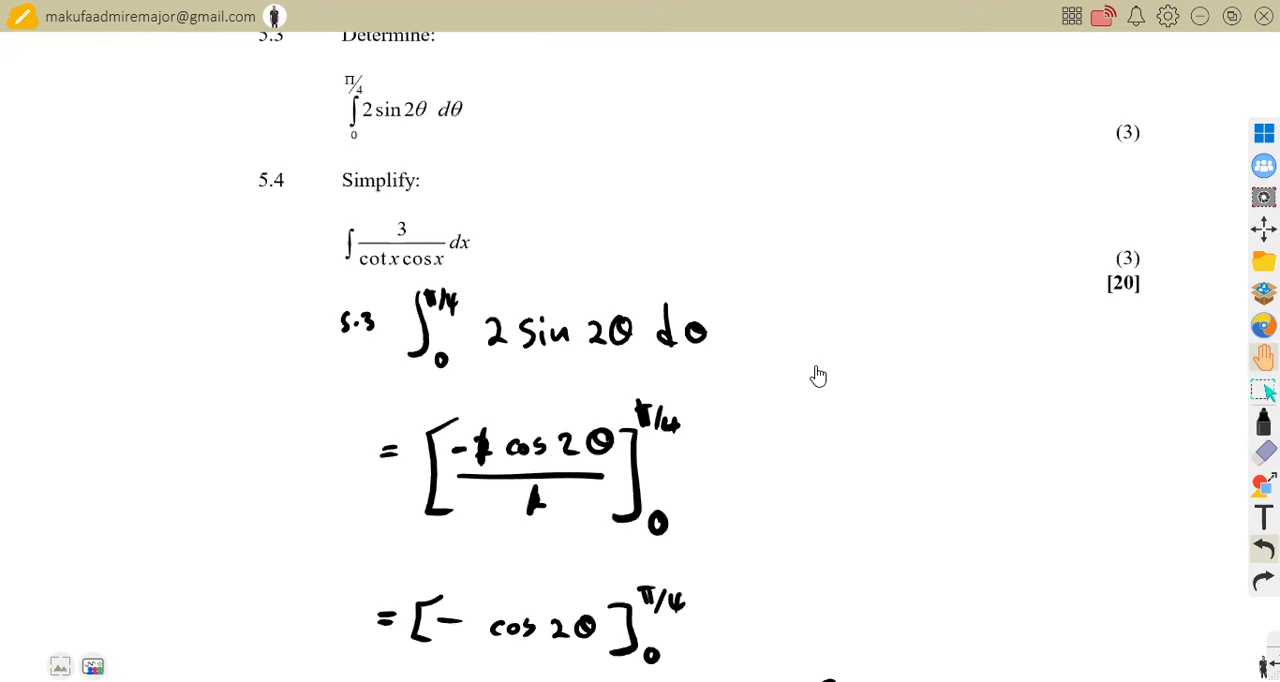 makufaadmiremajor@gmail.com
5.3 Determine:
∫₀^{Π/4} 2 sin 2θ dθ
(3)
5.4 Simplify:
∫ 3/(cot x cos x) dx
(3)
[20]
5.3 ∫₀^{π/4} 2 sin 2θ dθ
= [-2 cos 2θ / 2]₀^{π/4}
= [- cos 2θ]₀^{π/4}
T